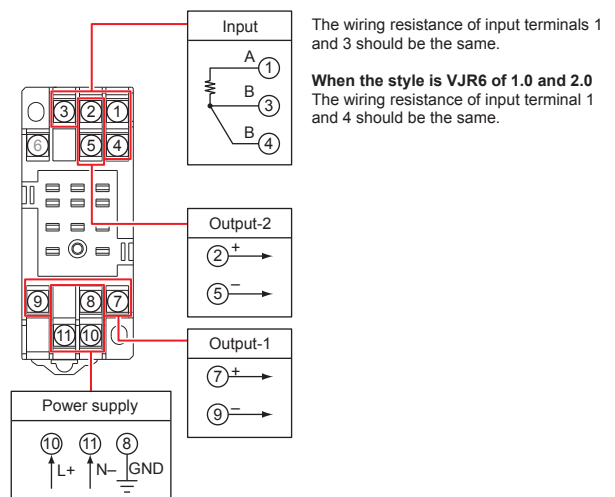 Input
The wiring resistance of input terminals 1
and 3 should be the same.
When the style is VJR6 of 1.0 and 2.0
The wiring resistance of input terminal 1
and 4 should be the same.
A
1
B
3
B
4
3 2 1
6 5 4
Output-2
2 +
5 –
9 8 7
11 10
Output-1
7 +
9 –
Power supply
10 11 8
L+ N– GND